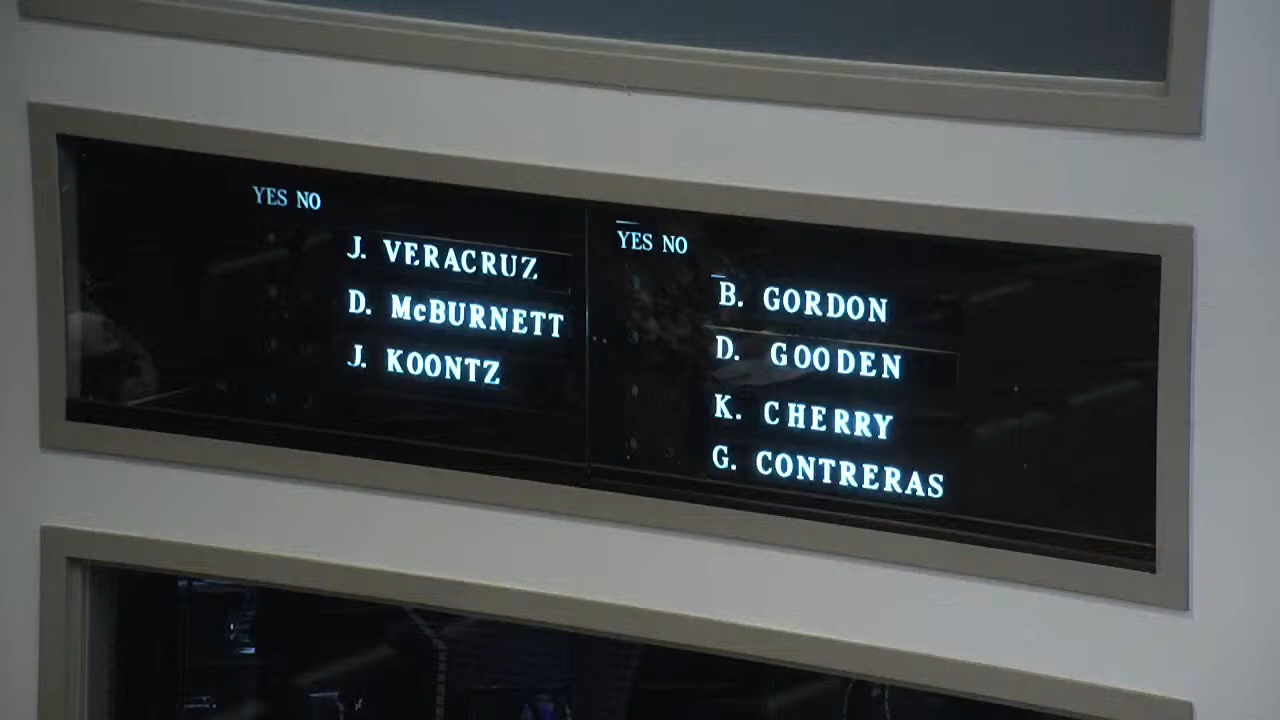 YES NO
J. VERACRUZ
D. McBURNETT
J. KOONTZ
YES NO
B. GORDON
D. GOODEN
K. CHERRY
G. CONTRERAS